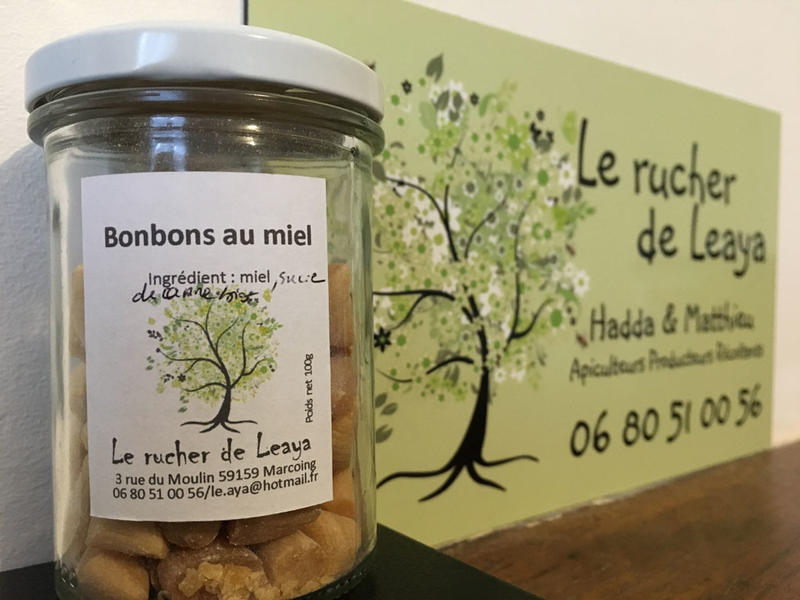 Bonbons au miel
Ingrédient : miel, sucre
de canne bio
Poids net 100g
Le rucher de Leaya
3 rue du Moulin 59159 Marcoing
06 80 51 00 56/le.aya@hotmail.fr
Le rucher
de Leaya
Hadda & Matthieu
Apiculteurs Producteurs Récoltants
06 80 51 00 56